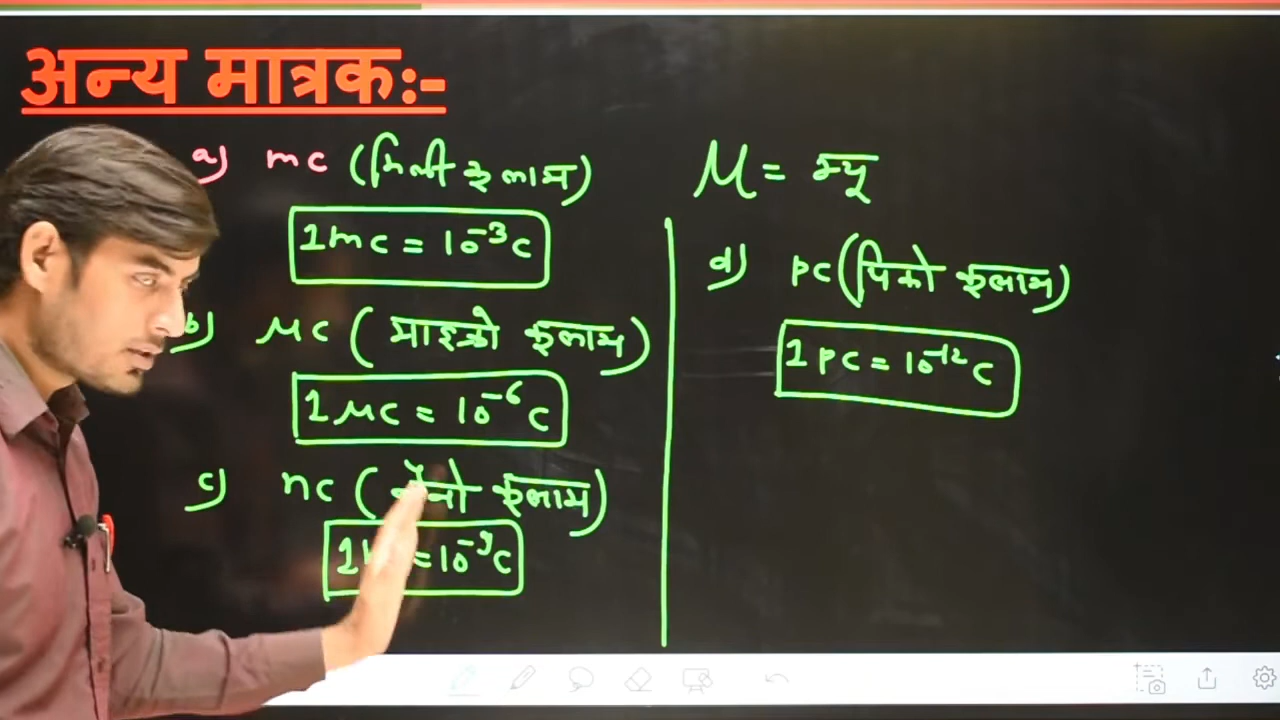 अन्य मात्रकः-
a) mc (मिली कूलाम)
1mc = 10⁻³c
b) μc (माइक्रो कूलाम)
1μc = 10⁻⁶c
c) nc (कूलाम)
= 10⁻⁹c
μ = म्यू
d) pc (पिको कूलाम)
1pc = 10⁻¹²c